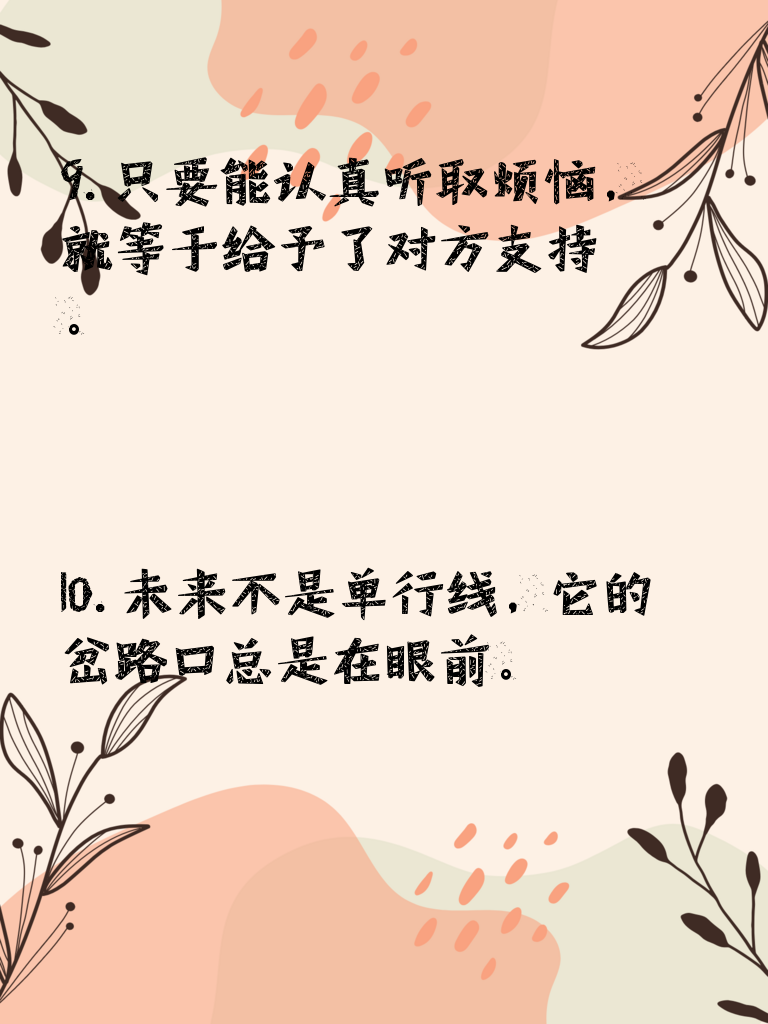 9. 只要能认真听取烦恼，
就等于给予了对方支持
。
10. 未来不是单行线，它的
岔路口总是在眼前。